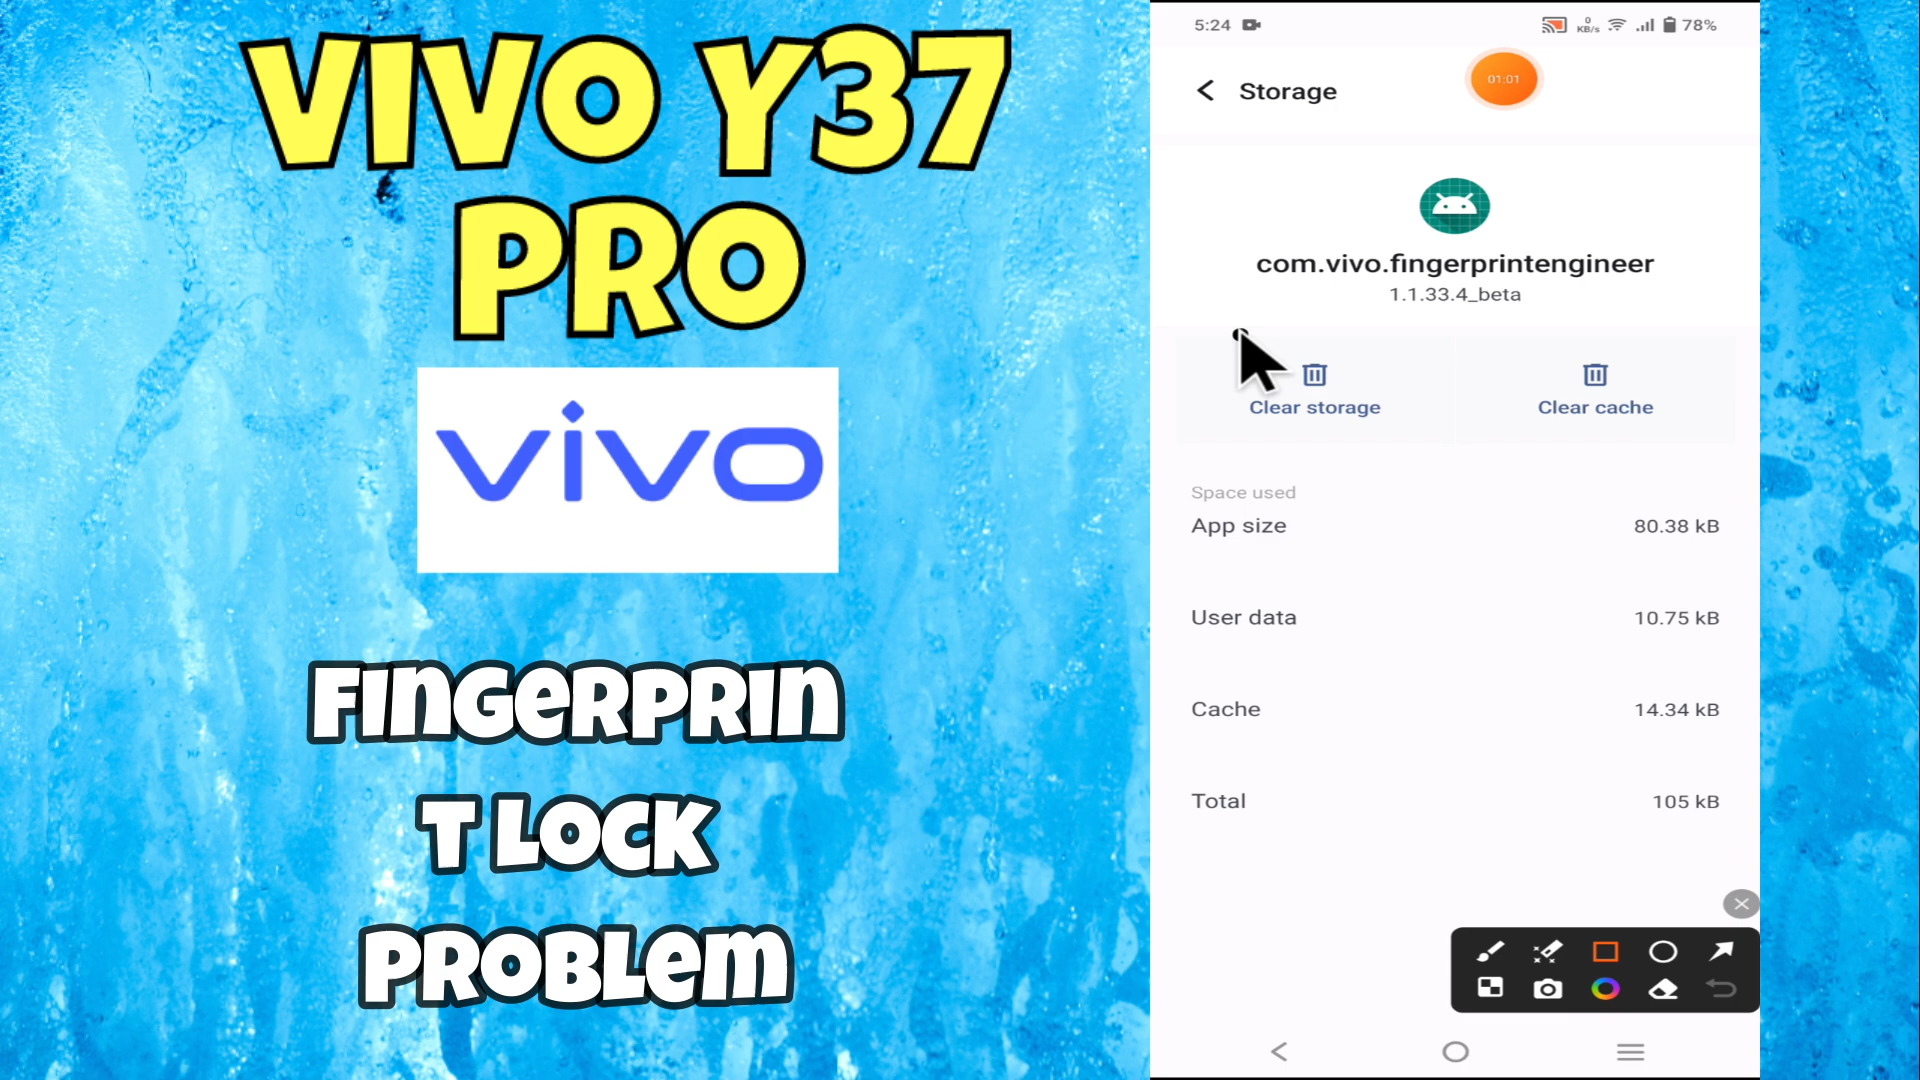 VIVO Y37
PRO
vivo
FINGERPRIN
T LOCK
PROBLEM
5:24
0
KB/s
78%
Storage
01:01
com.vivo.fingerprintengineer
1.1.33.4_beta
Clear storage
Clear cache
Space used
App size
80.38 kB
User data
10.75 kB
Cache
14.34 kB
Total
105 kB